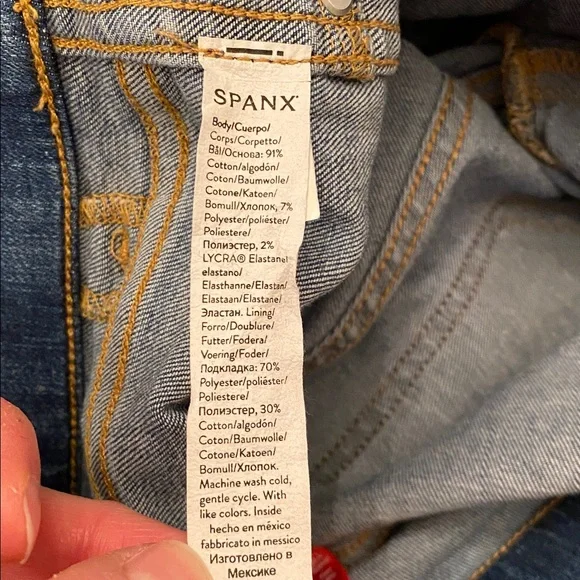 SPANX
Body/Cuerpo/
Corps/Corpetto/
Bål/Основа: 91%
Cotton/algodón/
Coton/Baumwolle/
Cotone/Katoen/
Bomull/Хлопок, 7%
Polyester/poliéster/
Poliestere/
Полиэстер, 2%
LYCRA® Elastane/
elastano/
Elasthanne/Elastan/
Elastaan/Elastane/
Эластан. Lining/
Forro/Doublure/
Futter/Fodera/
Voering/Foder/
Подкладка: 70%
Polyester/poliéster/
Poliestere/
Полиэстер, 30%
Cotton/algodón/
Coton/Baumwolle/
Cotone/Katoen/
Bomull/Хлопок.
Machine wash cold,
gentle cycle. With
like colors. Inside
hecho en méxico
fabbricato in messico
Изготовлено в
Мексике